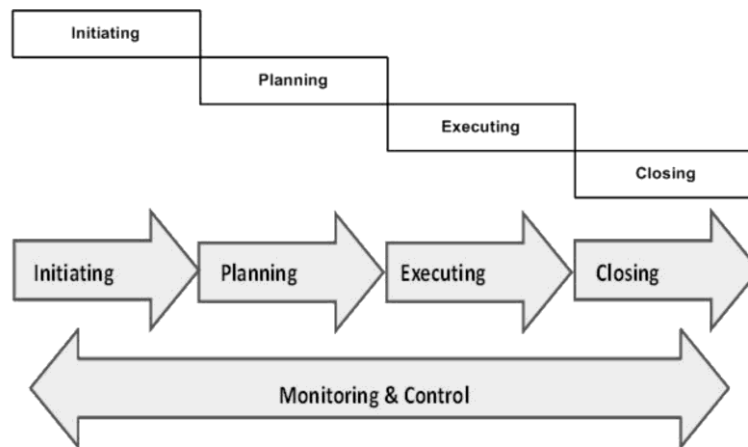 Initiating
Planning
Executing
Closing
Initiating
Planning
Executing
Closing
Monitoring & Control